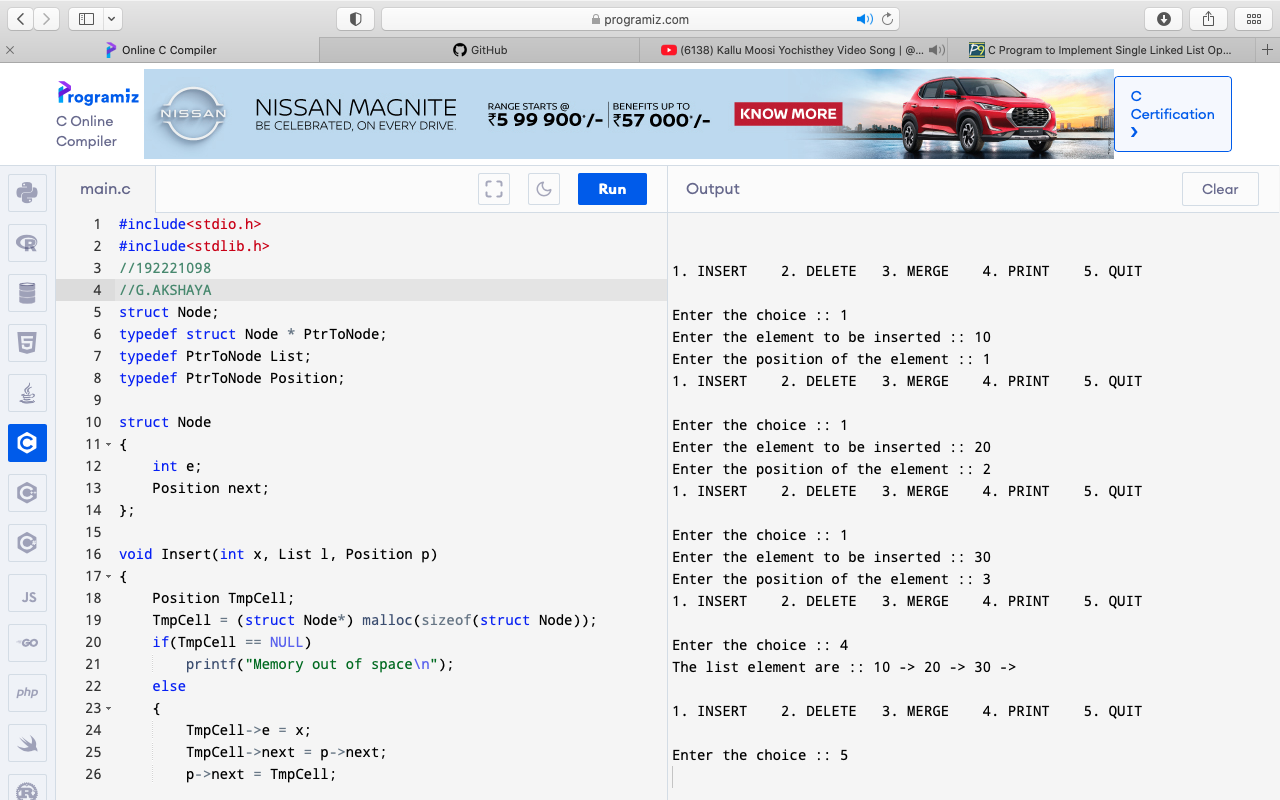 programiz.com
Online C Compiler
GitHub
(6138) Kallu Moosi Yochisthey Video Song | @...
C Program to Implement Single Linked List Op...
Programiz
C Online
Compiler
NISSAN
NISSAN MAGNITE
BE CELEBRATED, ON EVERY DRIVE.
RANGE STARTS @
₹5 99 900*/-
BENEFITS UP TO
₹57 000^/-
KNOW MORE
C
Certification
main.c
Run
Output
Clear
JS
GO
php
1 #include<stdio.h>
2 #include<stdlib.h>
3 //192221098
4 //G.AKSHAYA
5 struct Node;
6 typedef struct Node * PtrToNode;
7 typedef PtrToNode List;
8 typedef PtrToNode Position;
9
10 struct Node
11 {
12     int e;
13     Position next;
14 };
15
16 void Insert(int x, List l, Position p)
17 {
18     Position TmpCell;
19     TmpCell = (struct Node*) malloc(sizeof(struct Node));
20     if(TmpCell == NULL)
21         printf("Memory out of space\n");
22     else
23     {
24         TmpCell->e = x;
25         TmpCell->next = p->next;
26         p->next = TmpCell;
1. INSERT    2. DELETE   3. MERGE    4. PRINT    5. QUIT
Enter the choice :: 1
Enter the element to be inserted :: 10
Enter the position of the element :: 1
1. INSERT    2. DELETE   3. MERGE    4. PRINT    5. QUIT
Enter the choice :: 1
Enter the element to be inserted :: 20
Enter the position of the element :: 2
1. INSERT    2. DELETE   3. MERGE    4. PRINT    5. QUIT
Enter the choice :: 1
Enter the element to be inserted :: 30
Enter the position of the element :: 3
1. INSERT    2. DELETE   3. MERGE    4. PRINT    5. QUIT
Enter the choice :: 4
The list element are :: 10 -> 20 -> 30 ->
1. INSERT    2. DELETE   3. MERGE    4. PRINT    5. QUIT
Enter the choice :: 5